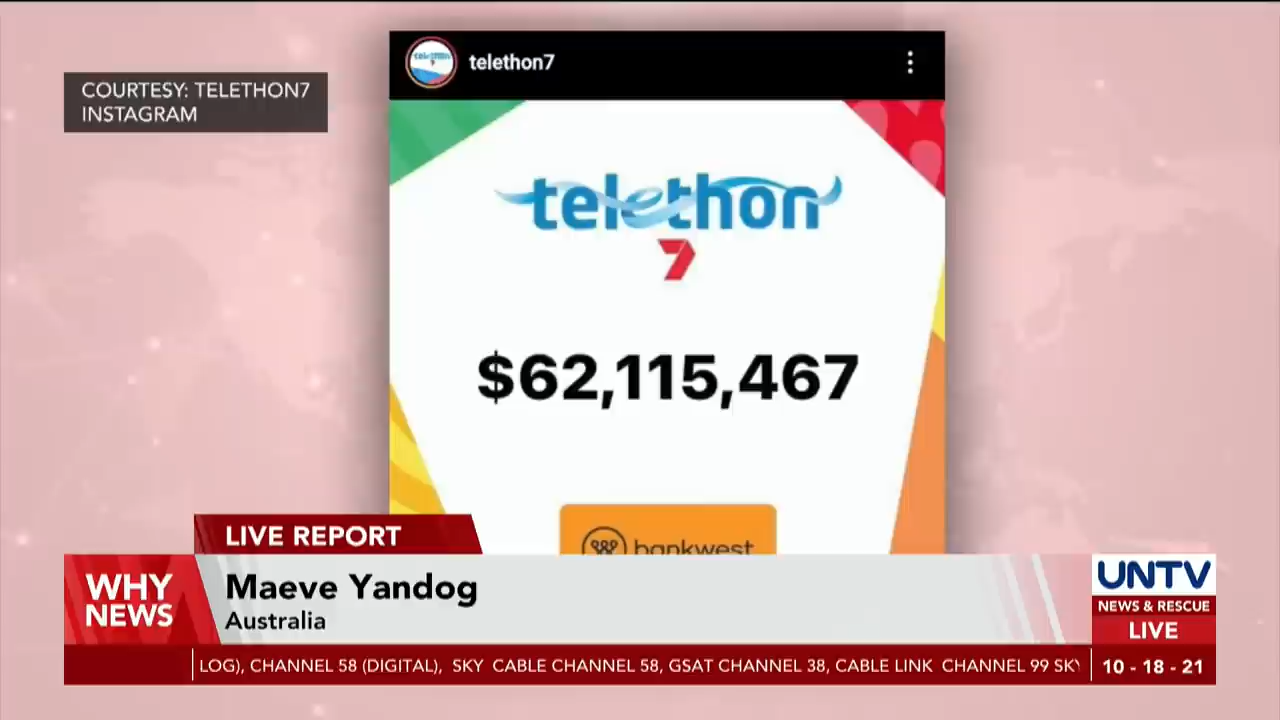 telethon7
COURTESY: TELETHON7
INSTAGRAM
telethon
7
$62,115,467
bankwest
LIVE REPORT
WHY
NEWS
Maeve Yandog
Australia
UNTV
NEWS & RESCUE
LIVE
LOG), CHANNEL 58 (DIGITAL), SKY CABLE CHANNEL 58, GSAT CHANNEL 38, CABLE LINK CHANNEL 99 SKY
10 - 18 - 21